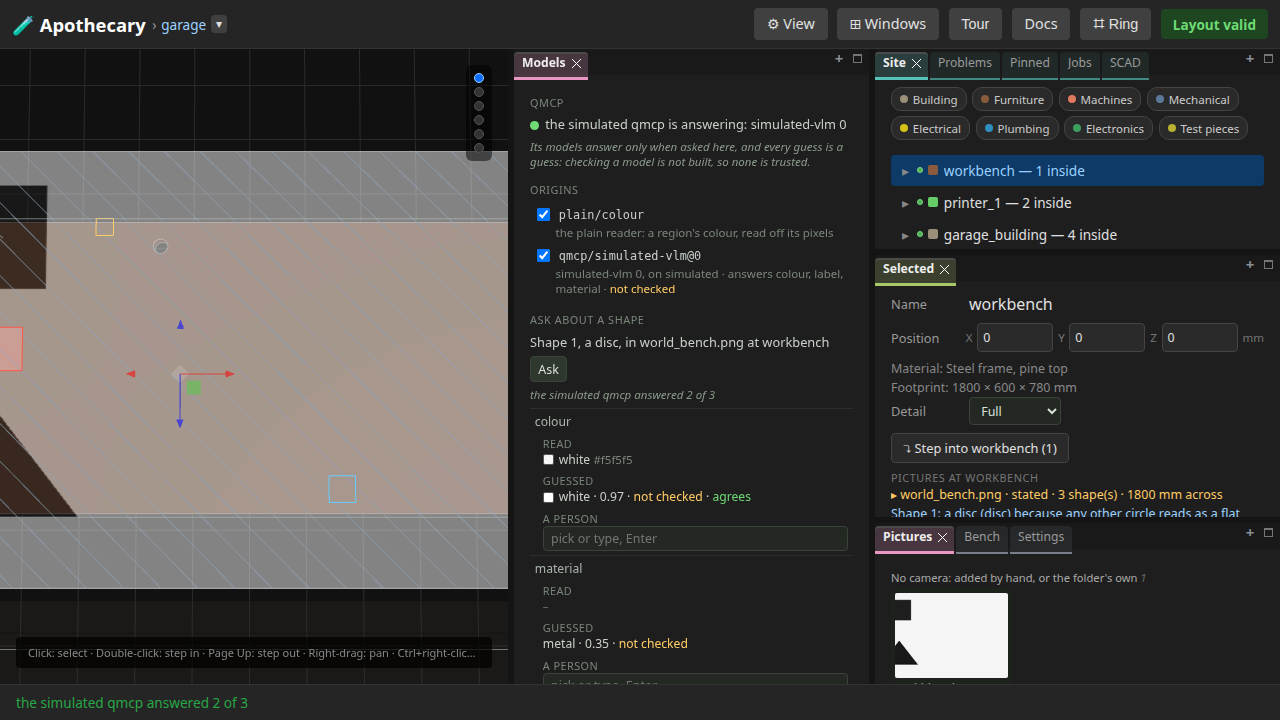 Apothecary › garage ▾
⚙ View
⊞ Windows
Tour
Docs
⌗ Ring
Layout valid
Click: select · Double-click: step in · Page Up: step out · Right-drag: pan · Ctrl+right-clic…
Models
QMCP
the simulated qmcp is answering: simulated-vlm 0
Its models answer only when asked here, and every guess is a
guess: checking a model is not built, so none is trusted.
ORIGINS
plain/colour
the plain reader: a region's colour, read off its pixels
qmcp/simulated-vlm@0
simulated-vlm 0, on simulated · answers colour, label,
material · not checked
ASK ABOUT A SHAPE
Shape 1, a disc, in world_bench.png at workbench
Ask
the simulated qmcp answered 2 of 3
colour
READ
white #f5f5f5
GUESSED
white · 0.97 · not checked · agrees
A PERSON
pick or type, Enter
material
READ
–
GUESSED
metal · 0.35 · not checked
A PERSON
pick or type, Enter
Site
Problems
Pinned
Jobs
SCAD
Building
Furniture
Machines
Mechanical
Electrical
Plumbing
Electronics
Test pieces
▸ workbench — 1 inside
▸ printer_1 — 2 inside
▸ garage_building — 4 inside
Selected
Name workbench
Position X 0 Y 0 Z 0 mm
Material: Steel frame, pine top
Footprint: 1800 × 600 × 780 mm
Detail Full
⤵ Step into workbench (1)
PICTURES AT WORKBENCH
▸ world_bench.png · stated · 3 shape(s) · 1800 mm across
Shape 1: a disc (disc) because any other circle reads as a flat
Pictures
Bench
Settings
No camera: added by hand, or the folder's own 1
the simulated qmcp answered 2 of 3